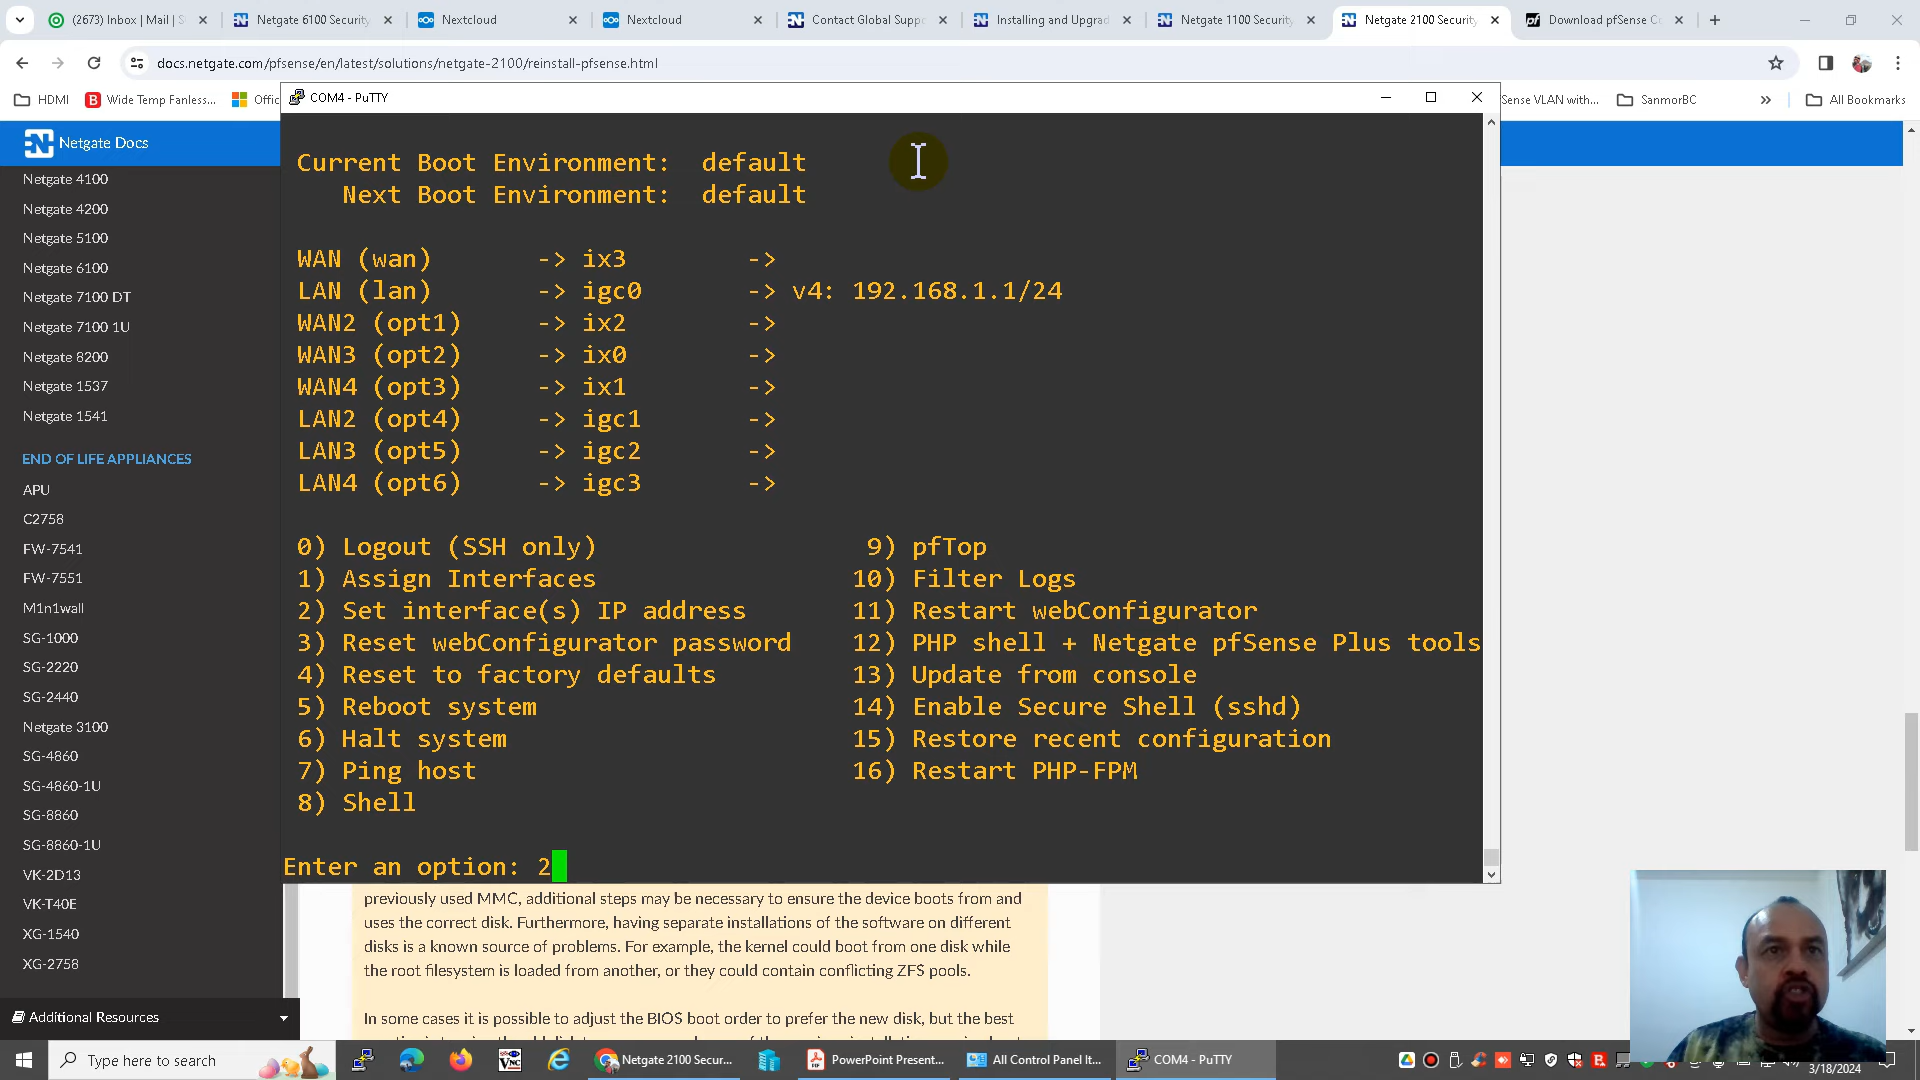 (2673) Inbox | Mail | S
Netgate 6100 Security
Nextcloud
Nextcloud
Contact Global Suppo
Installing and Upgrad
Netgate 1100 Security
Netgate 2100 Security
Download pfSense C
docs.netgate.com/pfsense/en/latest/solutions/netgate-2100/reinstall-pfsense.html
HDMI
Wide Temp Fanless...
Offic
Sense VLAN with...
SanmorBC
All Bookmarks
COM4 - PuTTY
Netgate Docs
Netgate 4100
Netgate 4200
Netgate 5100
Netgate 6100
Netgate 7100 DT
Netgate 7100 1U
Netgate 8200
Netgate 1537
Netgate 1541
END OF LIFE APPLIANCES
APU
C2758
FW-7541
FW-7551
M1n1wall
SG-1000
SG-2220
SG-2440
Netgate 3100
SG-4860
SG-4860-1U
SG-8860
SG-8860-1U
VK-2D13
VK-T40E
XG-1540
XG-2758
Additional Resources
Current Boot Environment: default
Next Boot Environment: default
WAN (wan) -> ix3 ->
LAN (lan) -> igc0 -> v4: 192.168.1.1/24
WAN2 (opt1) -> ix2 ->
WAN3 (opt2) -> ix0 ->
WAN4 (opt3) -> ix1 ->
LAN2 (opt4) -> igc1 ->
LAN3 (opt5) -> igc2 ->
LAN4 (opt6) -> igc3 ->
0) Logout (SSH only) 9) pfTop
1) Assign Interfaces 10) Filter Logs
2) Set interface(s) IP address 11) Restart webConfigurator
3) Reset webConfigurator password 12) PHP shell + Netgate pfSense Plus tools
4) Reset to factory defaults 13) Update from console
5) Reboot system 14) Enable Secure Shell (sshd)
6) Halt system 15) Restore recent configuration
7) Ping host 16) Restart PHP-FPM
8) Shell
Enter an option: 2
previously used MMC, additional steps may be necessary to ensure the device boots from and
uses the correct disk. Furthermore, having separate installations of the software on different
disks is a known source of problems. For example, the kernel could boot from one disk while
the root filesystem is loaded from another, or they could contain conflicting ZFS pools.
In some cases it is possible to adjust the BIOS boot order to prefer the new disk, but the best
Type here to search
Netgate 2100 Secur...
PowerPoint Present...
All Control Panel It...
COM4 - PuTTY
3/18/2024